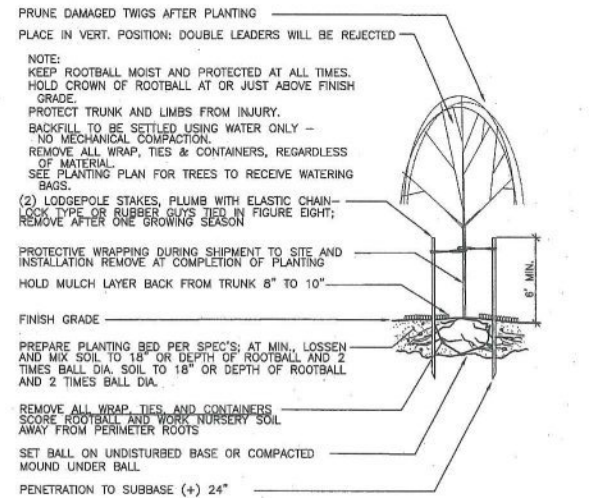 PRUNE DAMAGED TWIGS AFTER PLANTING
PLACE IN VERT. POSITION: DOUBLE LEADERS WILL BE REJECTED
NOTE:
KEEP ROOTBALL MOIST AND PROTECTED AT ALL TIMES.
HOLD CROWN OF ROOTBALL AT OR JUST ABOVE FINISH
GRADE.
PROTECT TRUNK AND LIMBS FROM INJURY.
BACKFILL TO BE SETTLED USING WATER ONLY –
NO MECHANICAL COMPACTION.
REMOVE ALL WRAP, TIES & CONTAINERS, REGARDLESS
OF MATERIAL.
SEE PLANTING PLAN FOR TREES TO RECEIVE WATERING
BAGS.
(2) LODGEPOLE STAKES, PLUMB WITH ELASTIC CHAIN–
LOCK TYPE OR RUBBER GUYS TIED IN FIGURE EIGHT;
REMOVE AFTER ONE GROWING SEASON
PROTECTIVE WRAPPING DURING SHIPMENT TO SITE AND
INSTALLATION REMOVE AT COMPLETION OF PLANTING
HOLD MULCH LAYER BACK FROM TRUNK 8" TO 10"
6' MIN.
FINISH GRADE
PREPARE PLANTING BED PER SPEC'S; AT MIN., LOSSEN
AND MIX SOIL TO 18" OR DEPTH OF ROOTBALL AND 2
TIMES BALL DIA. SOIL TO 18" OR DEPTH OF ROOTBALL
AND 2 TIMES BALL DIA.
REMOVE ALL WRAP, TIES, AND CONTAINERS
SCORE ROOTBALL AND WORK NURSERY SOIL
AWAY FROM PERIMETER ROOTS
SET BALL ON UNDISTURBED BASE OR COMPACTED
MOUND UNDER BALL
PENETRATION TO SUBBASE (+) 24"